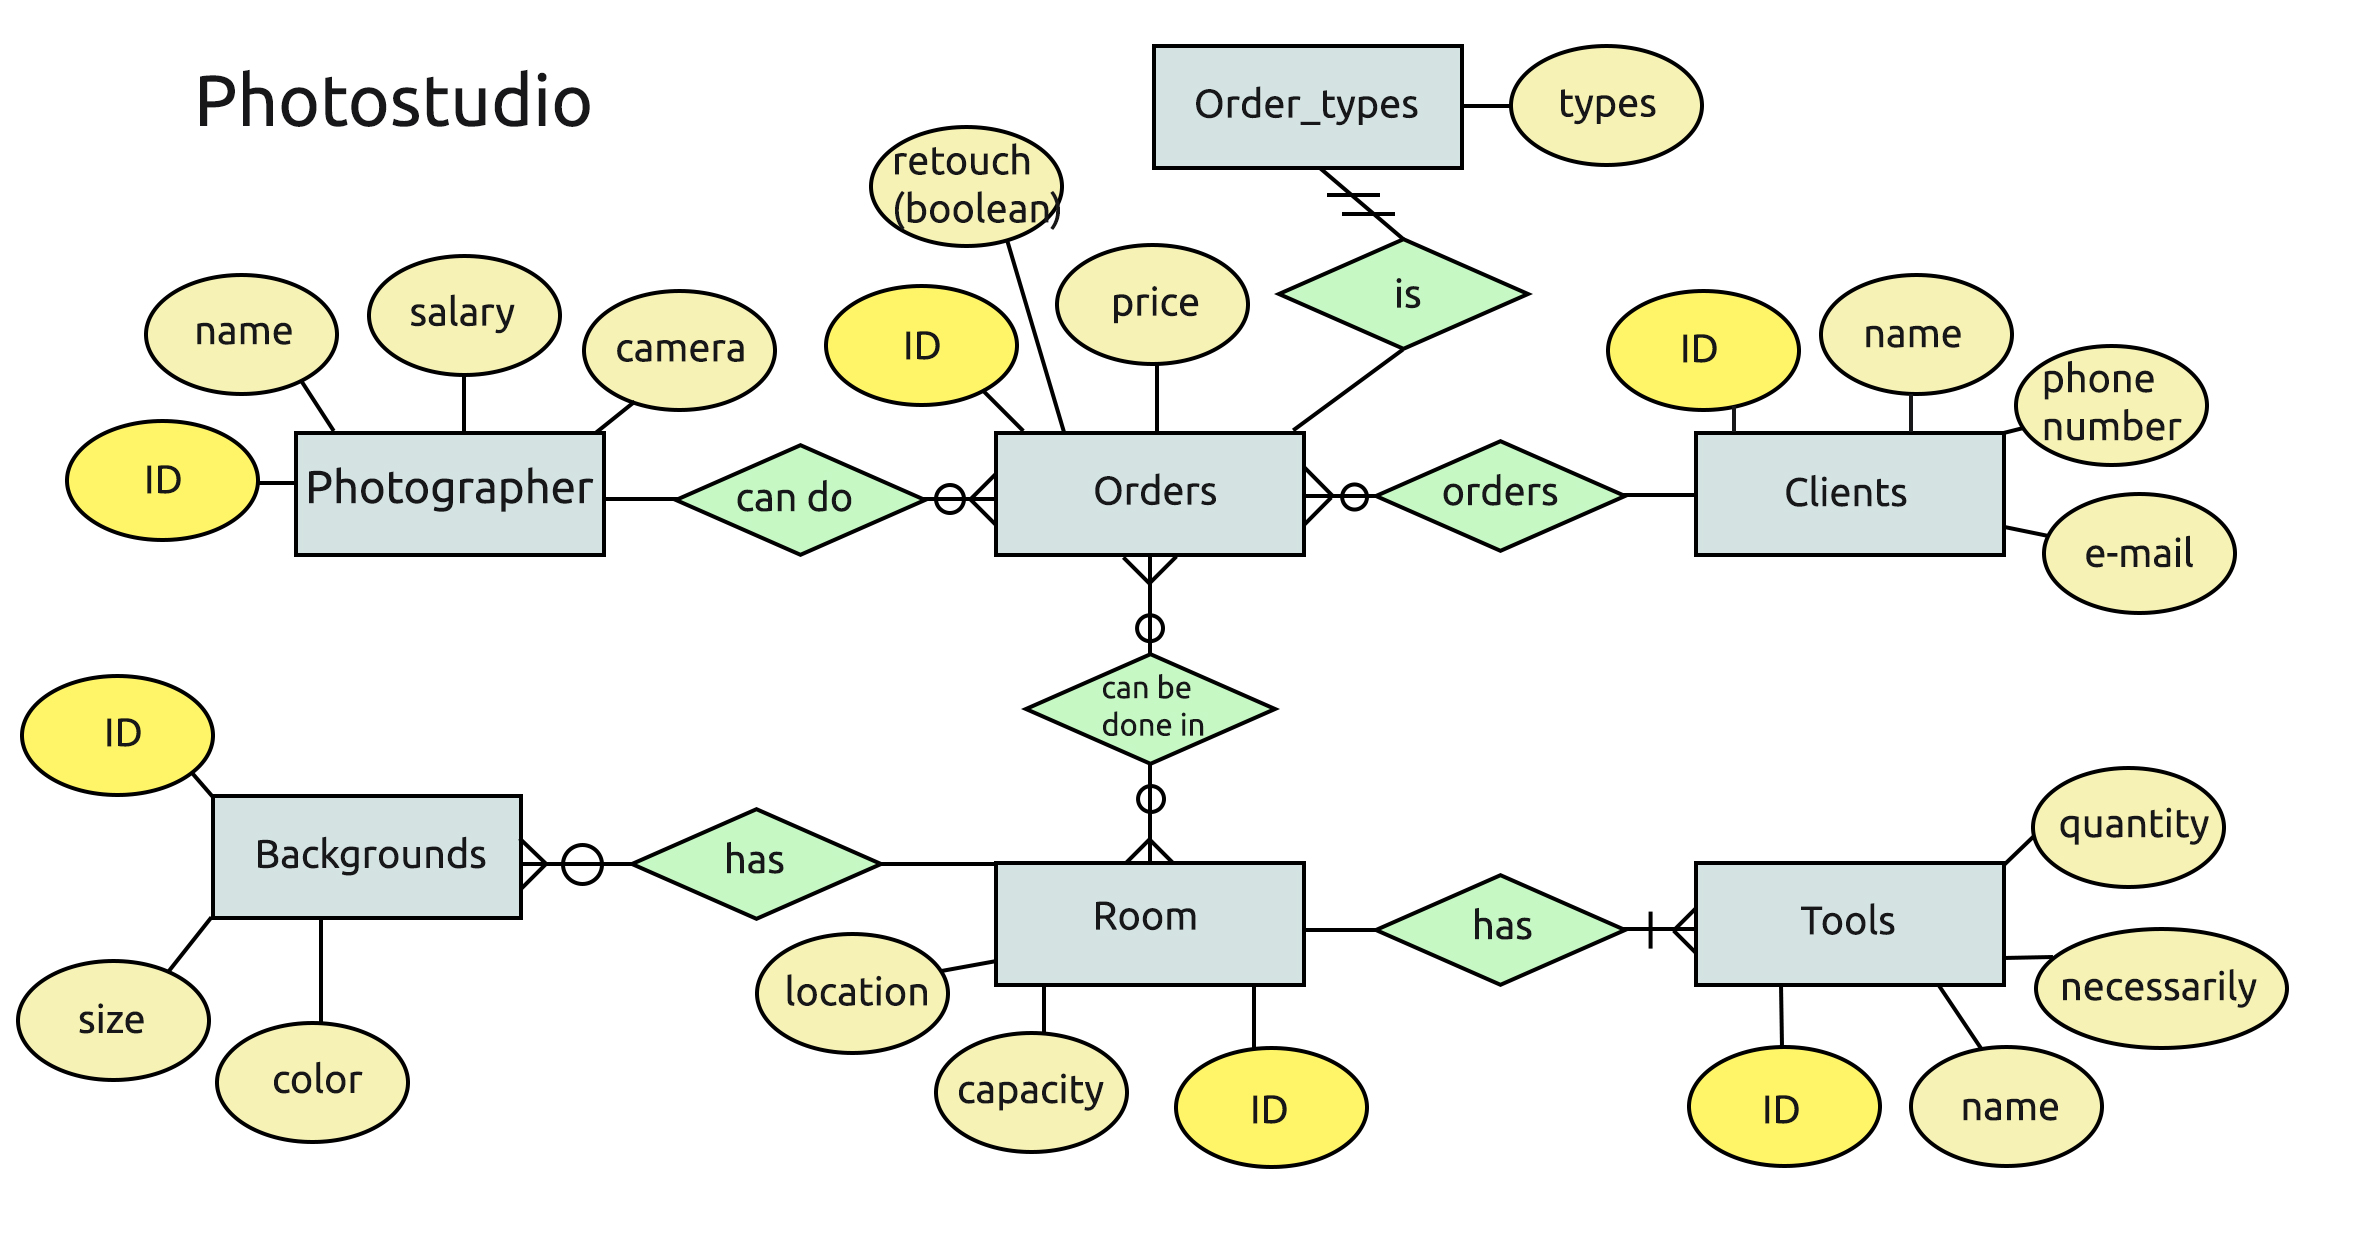 Photostudio
Order_types
types
retouch
(boolean)
name
salary
camera
ID
price
is
ID
name
phone
number
ID
Photographer
can do
Orders
orders
Clients
e-mail
can be
done in
ID
Backgrounds
has
Room
has
Tools
quantity
necessarily
size
color
location
capacity
ID
ID
name